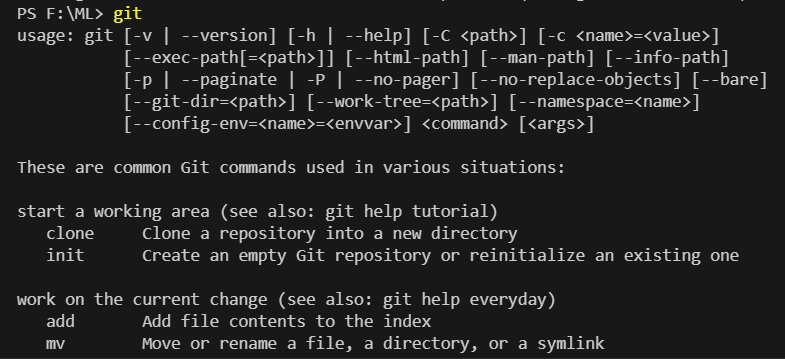 PS F:\ML> git
usage: git [-v | --version] [-h | --help] [-C <path>] [-c <name>=<value>]
           [--exec-path[=<path>]] [--html-path] [--man-path] [--info-path]
           [-p | --paginate | -P | --no-pager] [--no-replace-objects] [--bare]
           [--git-dir=<path>] [--work-tree=<path>] [--namespace=<name>]
           [--config-env=<name>=<envvar>] <command> [<args>]

These are common Git commands used in various situations:

start a working area (see also: git help tutorial)
   clone     Clone a repository into a new directory
   init      Create an empty Git repository or reinitialize an existing one

work on the current change (see also: git help everyday)
   add       Add file contents to the index
   mv        Move or rename a file, a directory, or a symlink